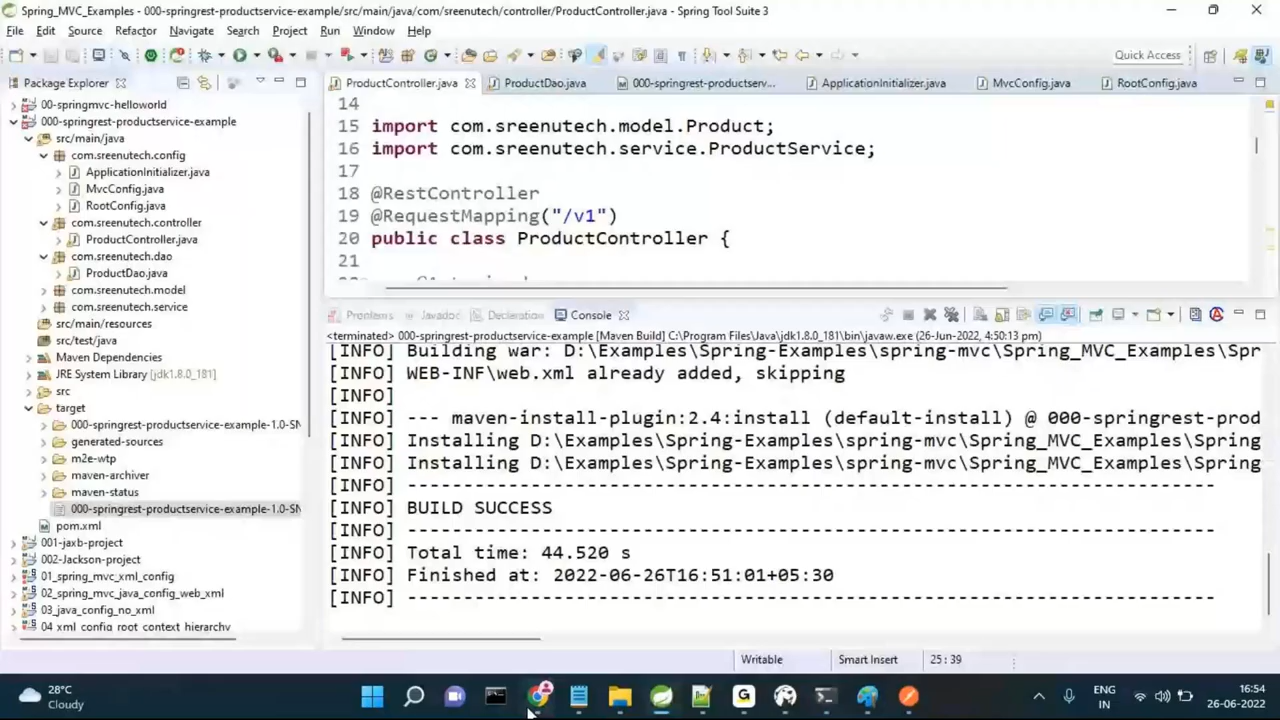 Spring_MVC_Examples - 000-springrest-productservice-example/src/main/java/com/sreenutech/controller/ProductController.java - Spring Tool Suite 3
File Edit Source Refactor Navigate Search Project Run Window Help
Quick Access
Package Explorer
00-springmvc-helloworld
000-springrest-productservice-example
src/main/java
com.sreenutech.config
ApplicationInitializer.java
MvcConfig.java
RootConfig.java
com.sreenutech.controller
ProductController.java
com.sreenutech.dao
ProductDao.java
com.sreenutech.model
com.sreenutech.service
src/main/resources
src/test/java
Maven Dependencies
JRE System Library [jdk1.8.0_181]
src
target
000-springrest-productservice-example-1.0-SN
generated-sources
m2e-wtp
maven-archiver
maven-status
000-springrest-productservice-example-1.0-SN
pom.xml
001-jaxb-project
002-Jackson-project
01_spring_mvc_xml_config
02_spring_mvc_java_config_web_xml
03_java_config_no_xml
04_xml_config_root_context_hierarchy
ProductController.java ProductDao.java 000-springrest-productserv... ApplicationInitializer.java MvcConfig.java RootConfig.java
14
15 import com.sreenutech.model.Product;
16 import com.sreenutech.service.ProductService;
17
18 @RestController
19 @RequestMapping("/v1")
20 public class ProductController {
21
Problems Javadoc Declaration Console
<terminated> 000-springrest-productservice-example [Maven Build] C:\Program Files\Java\jdk1.8.0_181\bin\javaw.exe (26-Jun-2022, 4:50:13 pm)
[INFO] Building war: D:\Examples\Spring-Examples\spring-mvc\Spring_MVC_Examples\Spr
[INFO] WEB-INF\web.xml already added, skipping
[INFO]
[INFO] --- maven-install-plugin:2.4:install (default-install) @ 000-springrest-prod
[INFO] Installing D:\Examples\Spring-Examples\spring-mvc\Spring_MVC_Examples\Spring
[INFO] Installing D:\Examples\Spring-Examples\spring-mvc\Spring_MVC_Examples\Spring
[INFO] ------------------------------------------------------------------------
[INFO] BUILD SUCCESS
[INFO] ------------------------------------------------------------------------
[INFO] Total time: 44.520 s
[INFO] Finished at: 2022-06-26T16:51:01+05:30
[INFO] ------------------------------------------------------------------------
Writable Smart Insert 25 : 39
28°C
Cloudy
ENG
IN
16:54
26-06-2022